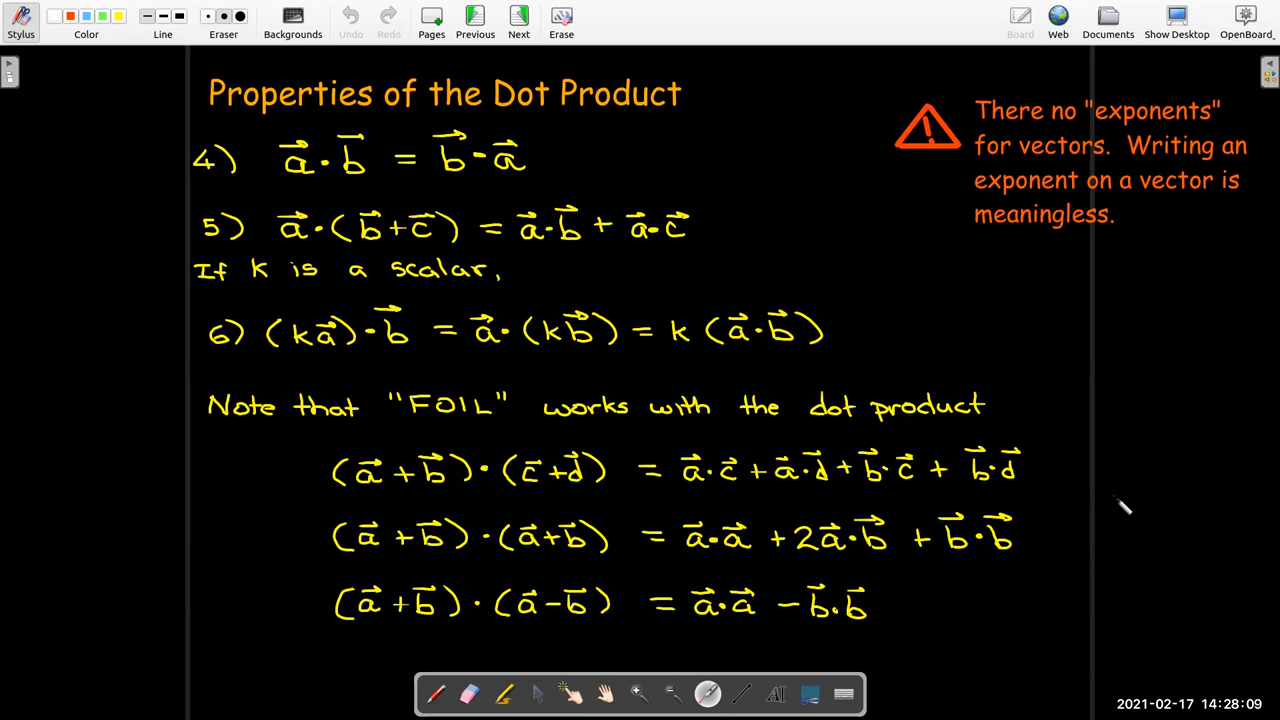 Stylus
Color
Line
Eraser
Backgrounds
Undo
Redo
Pages
Previous
Next
Erase
Board
Web
Documents
Show Desktop
OpenBoard
Properties of the Dot Product
4) a⃗·b⃗ = b⃗·a⃗
5) a⃗·(b⃗+c⃗) = a⃗·b⃗ + a⃗·c⃗
If k is a scalar,
6) (ka⃗)·b⃗ = a⃗·(kb⃗) = k(a⃗·b⃗)
Note that "FOIL" works with the dot product
(a⃗+b⃗)·(c⃗+d⃗) = a⃗·c⃗+a⃗·d⃗+b⃗·c⃗ + b⃗·d⃗
(a⃗+b⃗)·(a⃗+b⃗) = a⃗·a⃗ + 2a⃗·b⃗ + b⃗·b⃗
(a⃗+b⃗)·(a⃗-b⃗) = a⃗·a⃗ - b⃗·b⃗
There no "exponents"
for vectors. Writing an
exponent on a vector is
meaningless.
AI
2021-02-17 14:28:09